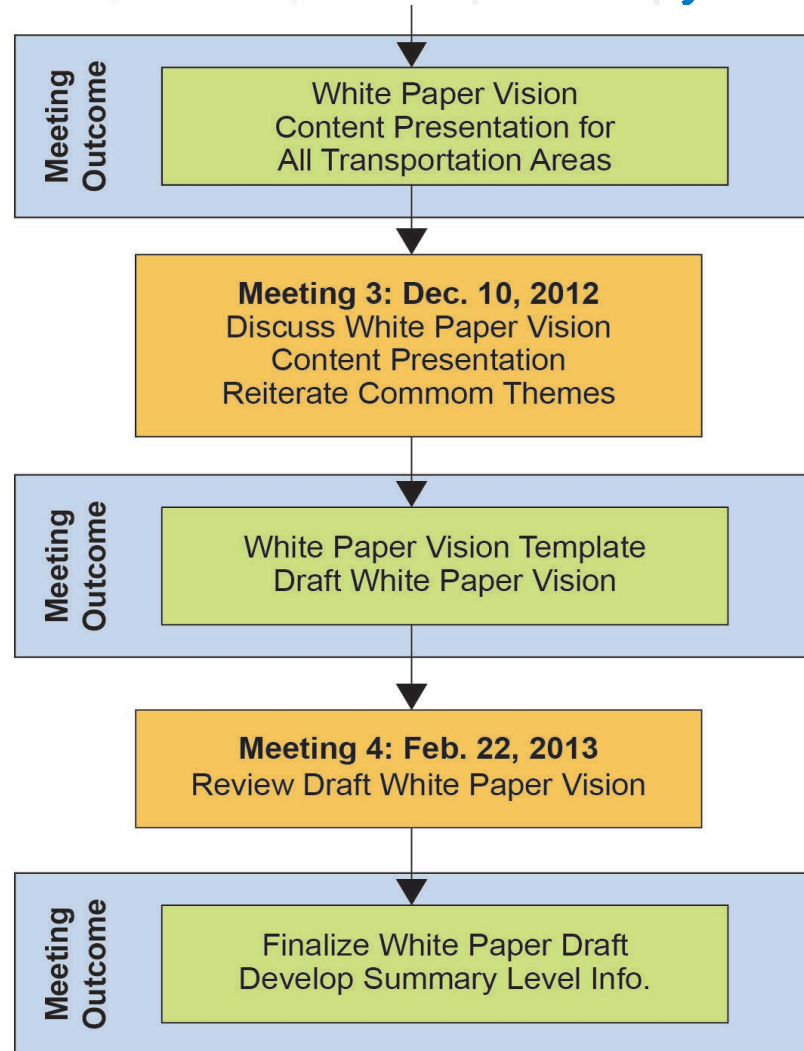 Meeting
Outcome
White Paper Vision
Content Presentation for
All Transportation Areas
Meeting 3: Dec. 10, 2012
Discuss White Paper Vision
Content Presentation
Reiterate Commom Themes
Meeting
Outcome
White Paper Vision Template
Draft White Paper Vision
Meeting 4: Feb. 22, 2013
Review Draft White Paper Vision
Meeting
Outcome
Finalize White Paper Draft
Develop Summary Level Info.